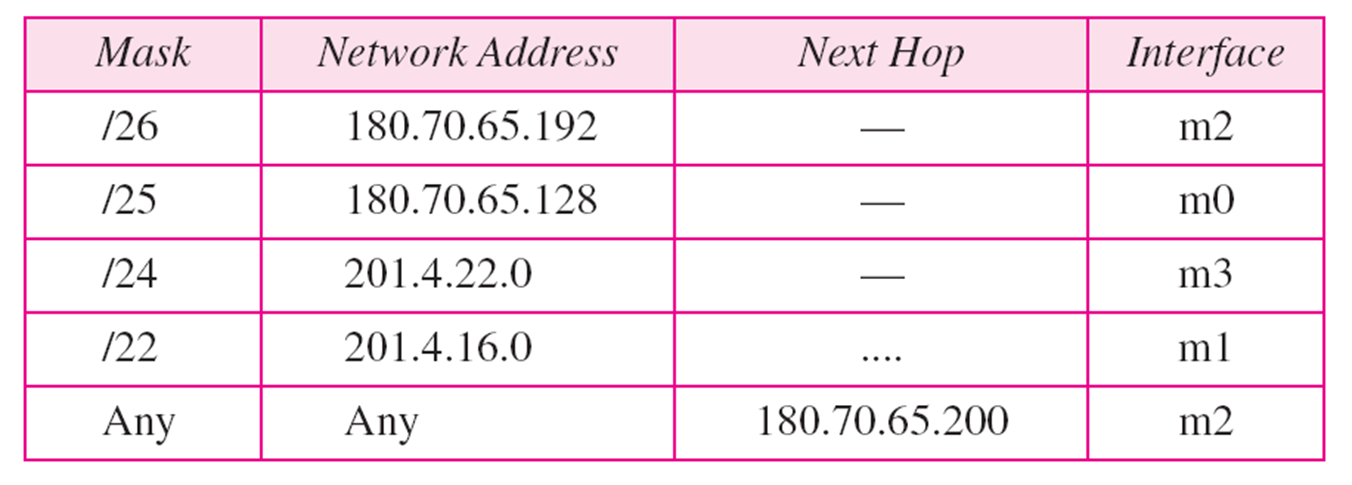 Mask Network Address Next Hop Interface
/26 180.70.65.192 — m2
/25 180.70.65.128 — m0
/24 201.4.22.0 — m3
/22 201.4.16.0 .... m1
Any Any 180.70.65.200 m2